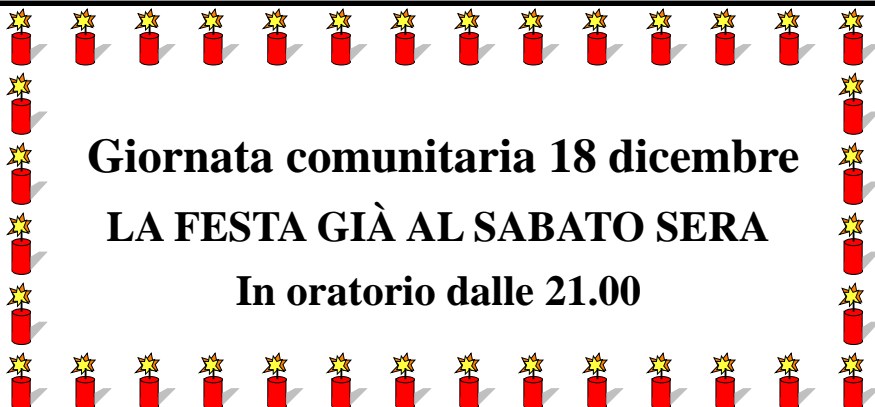 Giornata comunitaria 18 dicembre
LA FESTA GIÀ AL SABATO SERA
In oratorio dalle 21.00